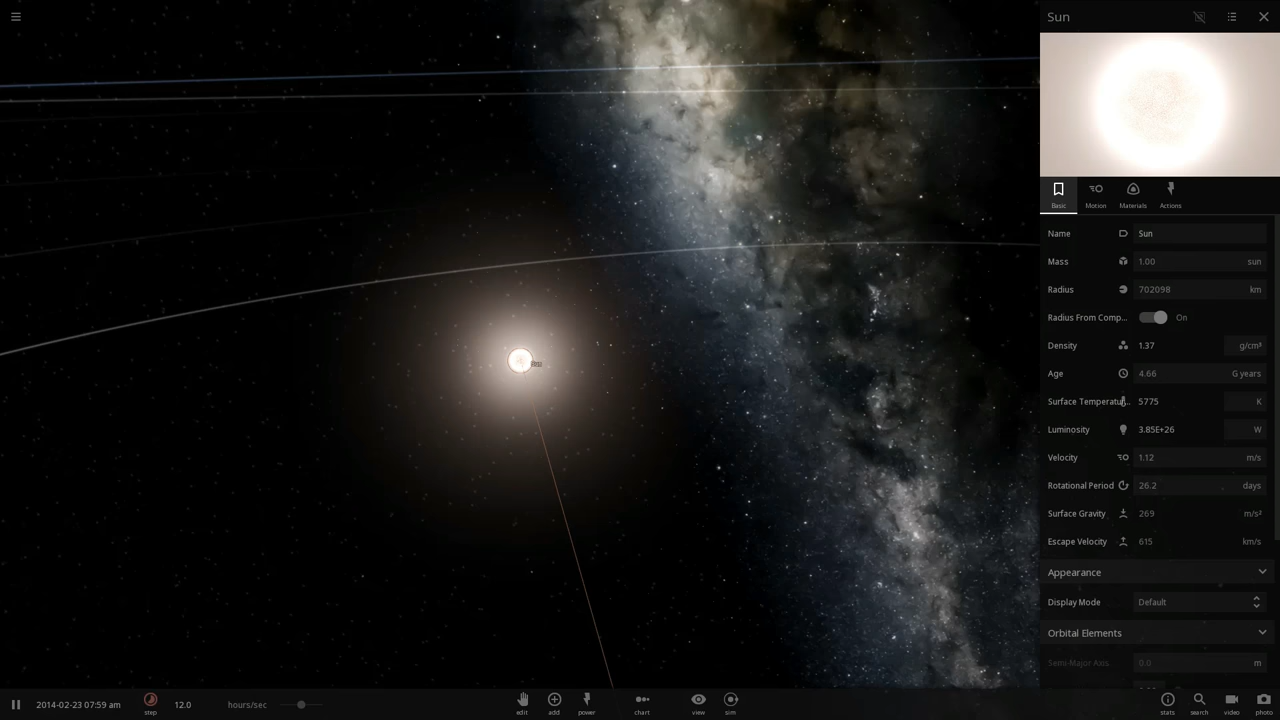 Sun
Basic
Motion
Materials
Actions
Name Sun
Mass 1.00 sun
Radius 702098 km
Radius From Comp... On
Density 1.37 g/cm³
Age 4.66 G years
Surface Temperatu... 5775 K
Luminosity 3.85E+26 W
Velocity 1.12 m/s
Rotational Period 26.2 days
Surface Gravity 269 m/s²
Escape Velocity 615 km/s
Appearance
Display Mode Default
Orbital Elements
Semi-Major Axis 0.0 m
Sun
2014-02-23 07:59 am
step
12.0 hours/sec
edit
add
power
chart
view
sim
stats
search
video
photo